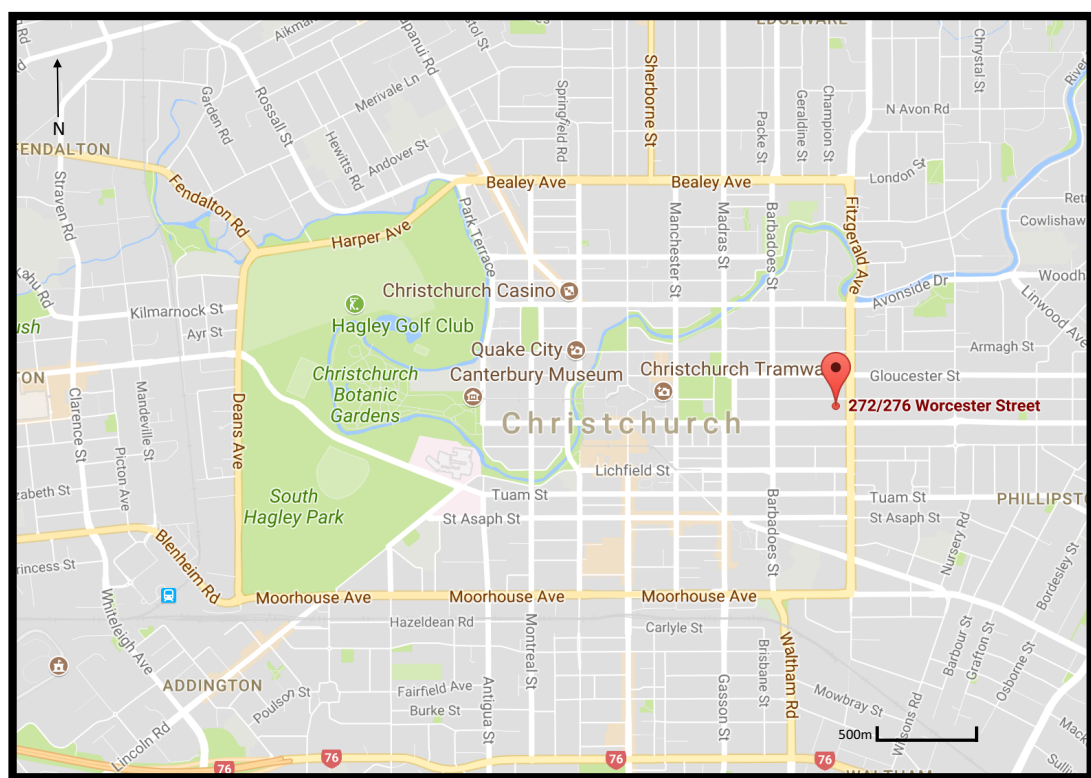 EDGEWARE
Aikman
Papanui Rd
Chrystal St
River
Merivale Ln
Rossall St
Garden Rd
Springfield Rd
Sherborne St
Packe St
Geraldine St
Champion St
N Avon Rd
N
Hewitts Rd
Andover St
FENDALTON
Straven Rd
Fendalton Rd
Bealey Ave
Bealey Ave
London St
Fitzgerald Ave
Park Terrace
Manchester St
Madras St
Barbadoes St
Cowlishaw
Harper Ave
Kahu Rd
Christchurch Casino
Avonside Dr
Woodh
Linwood Ave
Kilmarnock St
Hagley Golf Club
Ayr St
Quake City
Armagh St
Christchurch
Botanic
Gardens
Canterbury Museum
Christchurch Tramwa
Gloucester St
272/276 Worcester Street
Deans Ave
Mandeville St
Clarence St
Picton Ave
Christchurch
Lichfield St
South
Hagley Park
Tuam St
Tuam St
PHILLIPST
St Asaph St
St Asaph St
Barbadoes St
Nursery Rd
Bordesley St
Blenheim Rd
rincess St
Moorhouse Ave
Moorhouse Ave
Moorhouse Ave
Whiteleigh Ave
Hazeldean Rd
Carlyle St
Montreal St
Waltham Rd
Brisbane St
Barbour St
Grafton St
Osborne St
ADDINGTON
Poulson St
Fairfield Ave
Burke St
Antigua St
Gasson St
Mowbray St
Wilsons Rd
Lincoln Rd
500m
76
76
76
76
WALTHAM